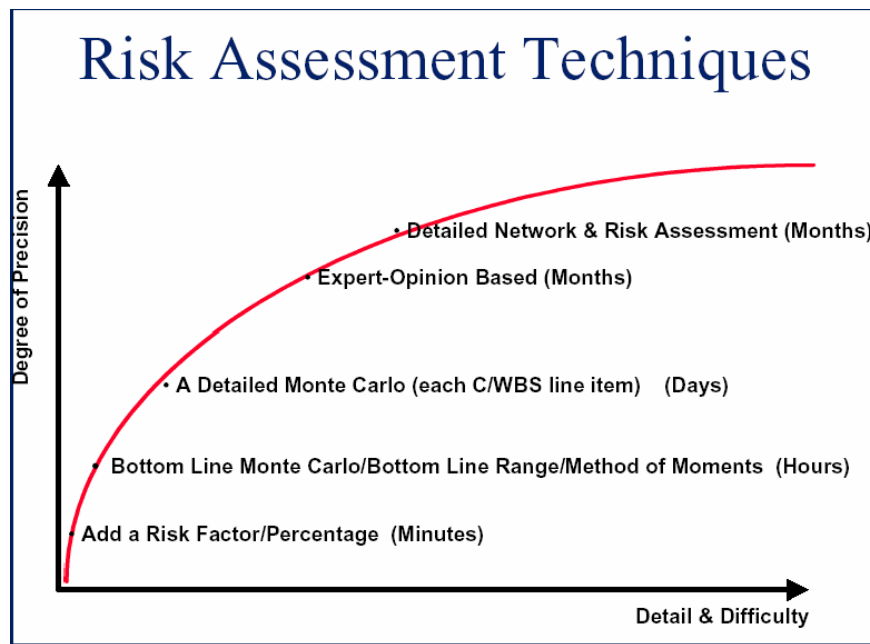 Risk Assessment Techniques
Degree of Precision
• Detailed Network & Risk Assessment (Months)
• Expert-Opinion Based (Months)
• A Detailed Monte Carlo (each C/WBS line item) (Days)
• Bottom Line Monte Carlo/Bottom Line Range/Method of Moments (Hours)
• Add a Risk Factor/Percentage (Minutes)
Detail & Difficulty